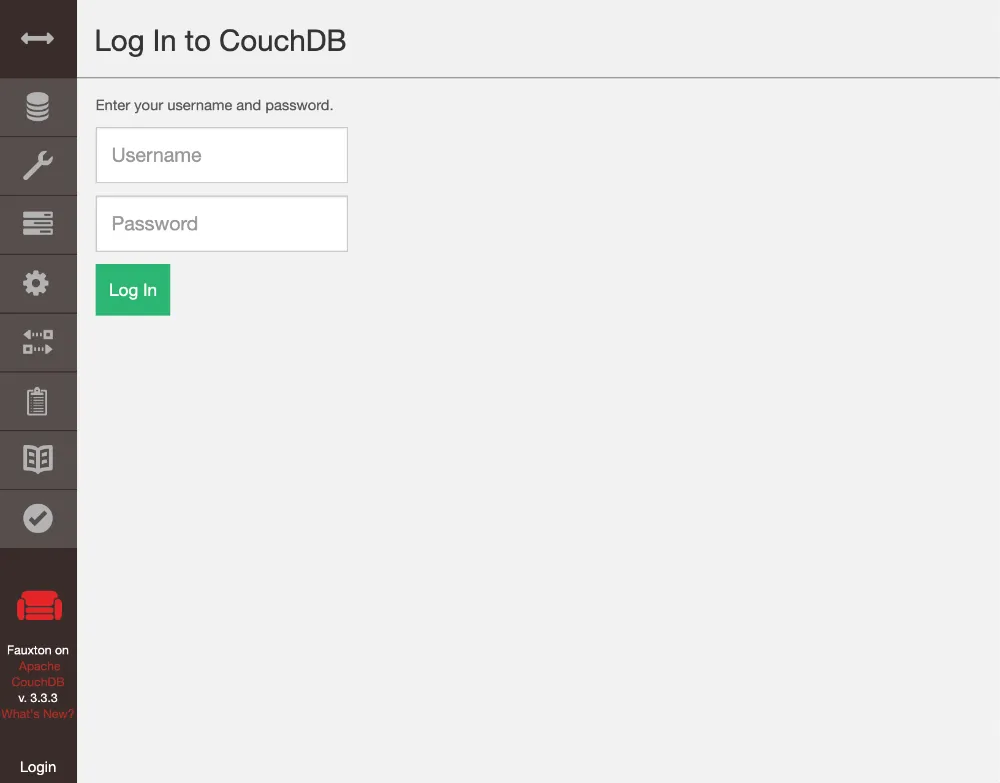 Log In to CouchDB
Enter your username and password.
Username
Password
Log In
Fauxton on
Apache
CouchDB
v. 3.3.3
What's New?
Login